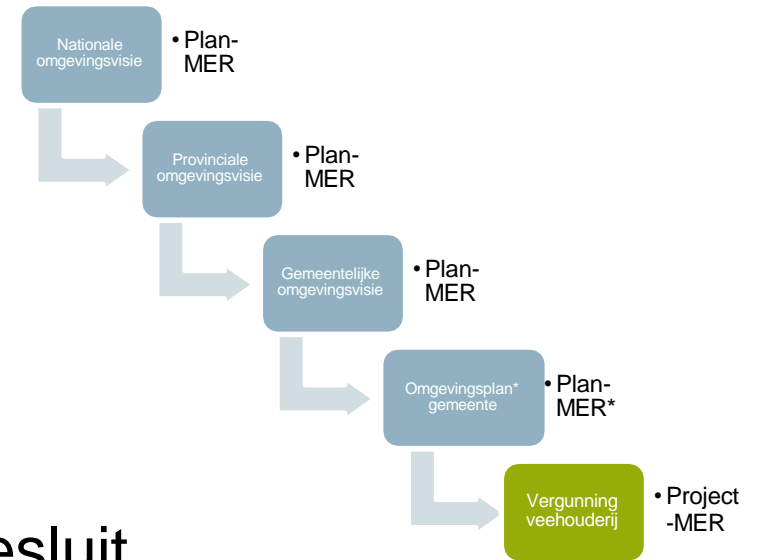 Nationale
omgevingsvisie
• Plan-
MER
Provinciale
omgevingsvisie
• Plan-
MER
Gemeentelijke
omgevingsvisie
• Plan-
MER
Omgevingsplan*
gemeente
• Plan-
MER*
Vergunning
veehouderij
• Project
-MER